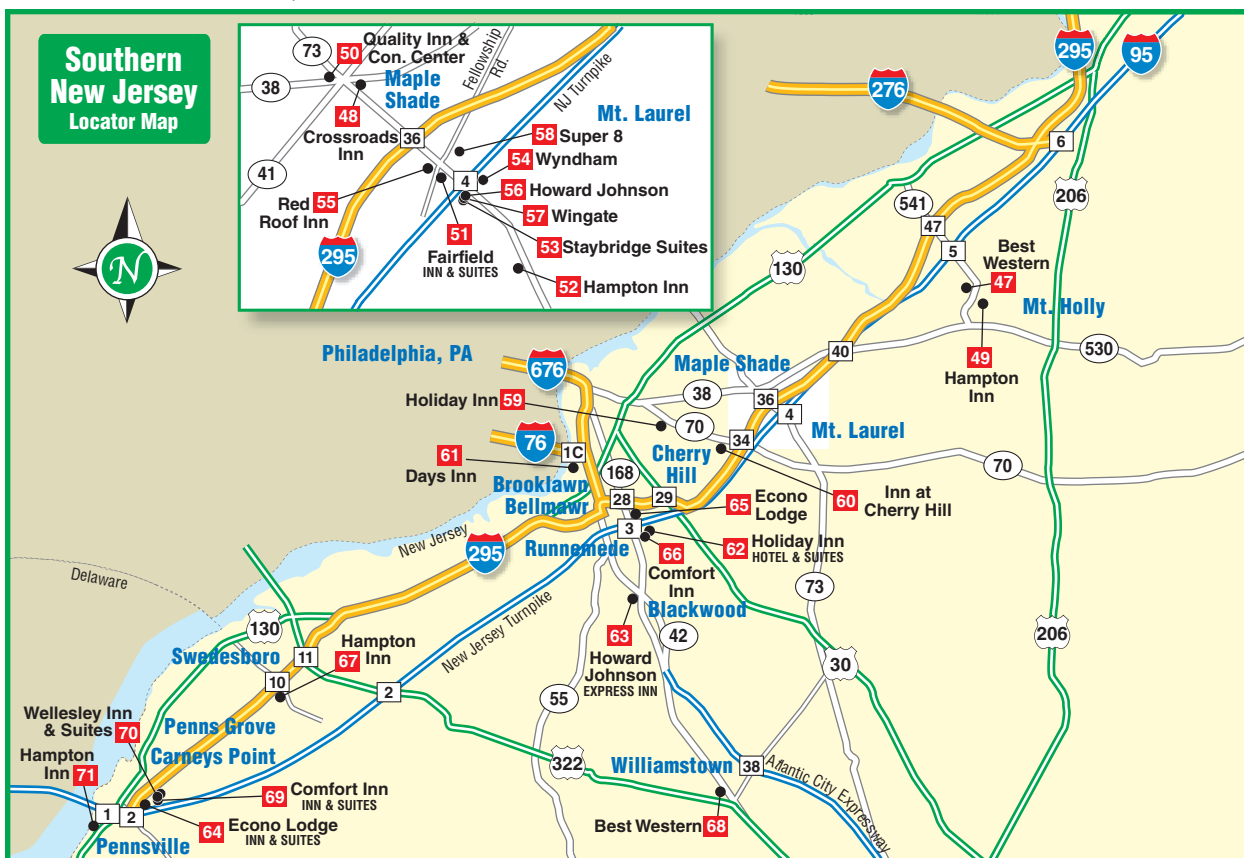 Southern
New Jersey
Locator Map
N
73
50
Quality Inn &
Con. Center
38
Maple
Shade
Fellowship
Rd.
NJ Turnpike
48
Crossroads
Inn
36
Mt. Laurel
58 Super 8
54 Wyndham
41
4
56 Howard Johnson
Red
Roof Inn
55
57 Wingate
51
Fairfield
INN & SUITES
53 Staybridge Suites
295
52 Hampton Inn
295
95
276
6
206
541
47
5
Best
Western
47
130
Mt. Holly
Philadelphia, PA
676
Maple Shade
40
530
49
Hampton
Inn
Holiday Inn 59
38
36
4
70
34
Mt. Laurel
76
1C
61
Days Inn
Cherry
Hill
70
168
Brooklawn
Bellmawr
28
29
65 Econo
Lodge
60
Inn at
Cherry Hill
New Jersey
295
Runnemede
3
62
Holiday Inn
HOTEL & SUITES
66
Comfort
Inn
Delaware
73
Blackwood
130
New Jersey Turnpike
63
Howard
Johnson
EXPRESS INN
42
206
Hampton
Inn
67
Swedesboro
11
10
2
30
55
Wellesley Inn
& Suites 70
Penns Grove
Carneys Point
Hampton
Inn
71
322
Williamstown
38
Atlantic City Expressway
69
Comfort Inn
INN & SUITES
1
2
64
Econo Lodge
INN & SUITES
Best Western 68
Pennsville